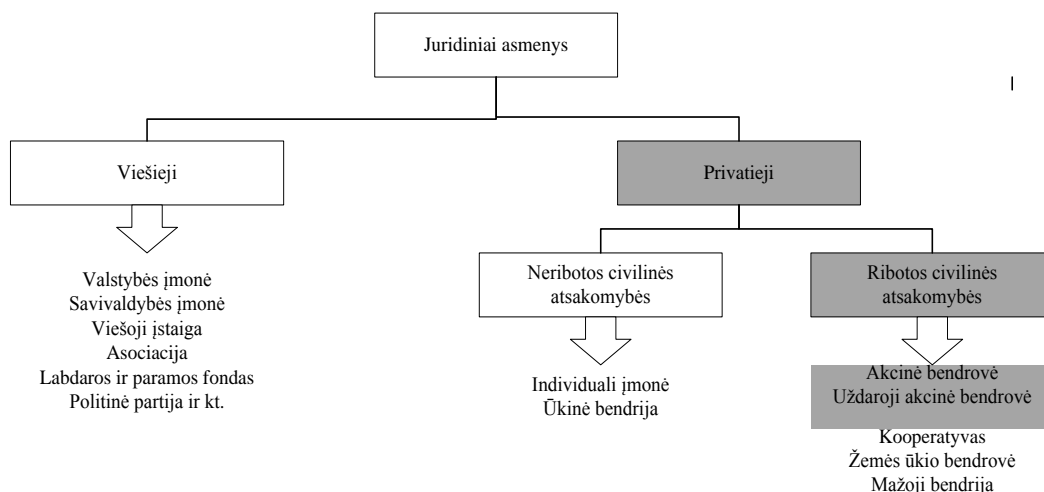 Juridiniai asmenys
Viešieji
Privatieji
Valstybės įmonė
Savivaldybės įmonė
Viešoji įstaiga
Asociacija
Labdaros ir paramos fondas
Politinė partija ir kt.
Neribotos civilinės
atsakomybės
Individuali įmonė
Ūkinė bendrija
Ribotos civilinės
atsakomybės
Akcinė bendrovė
Uždaroji akcinė bendrovė
Kooperatyvas
Žemės ūkio bendrovė
Mažoji bendrija